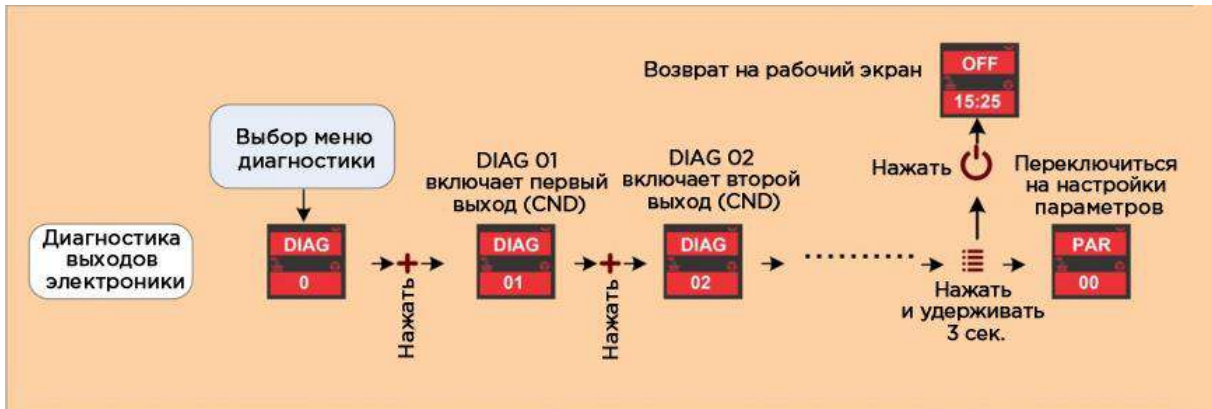 Возврат на рабочий экран
OFF
15:25
Выбор меню
диагностики
DIAG 01
включает первый
выход (CND)
DIAG 02
включает второй
выход (CND)
Нажать
Переключиться
на настройки
параметров
Диагностика
выходов
электроники
DIAG
0
Нажать
DIAG
01
Нажать
DIAG
02
Нажать
и удерживать
3 сек.
PAR
00